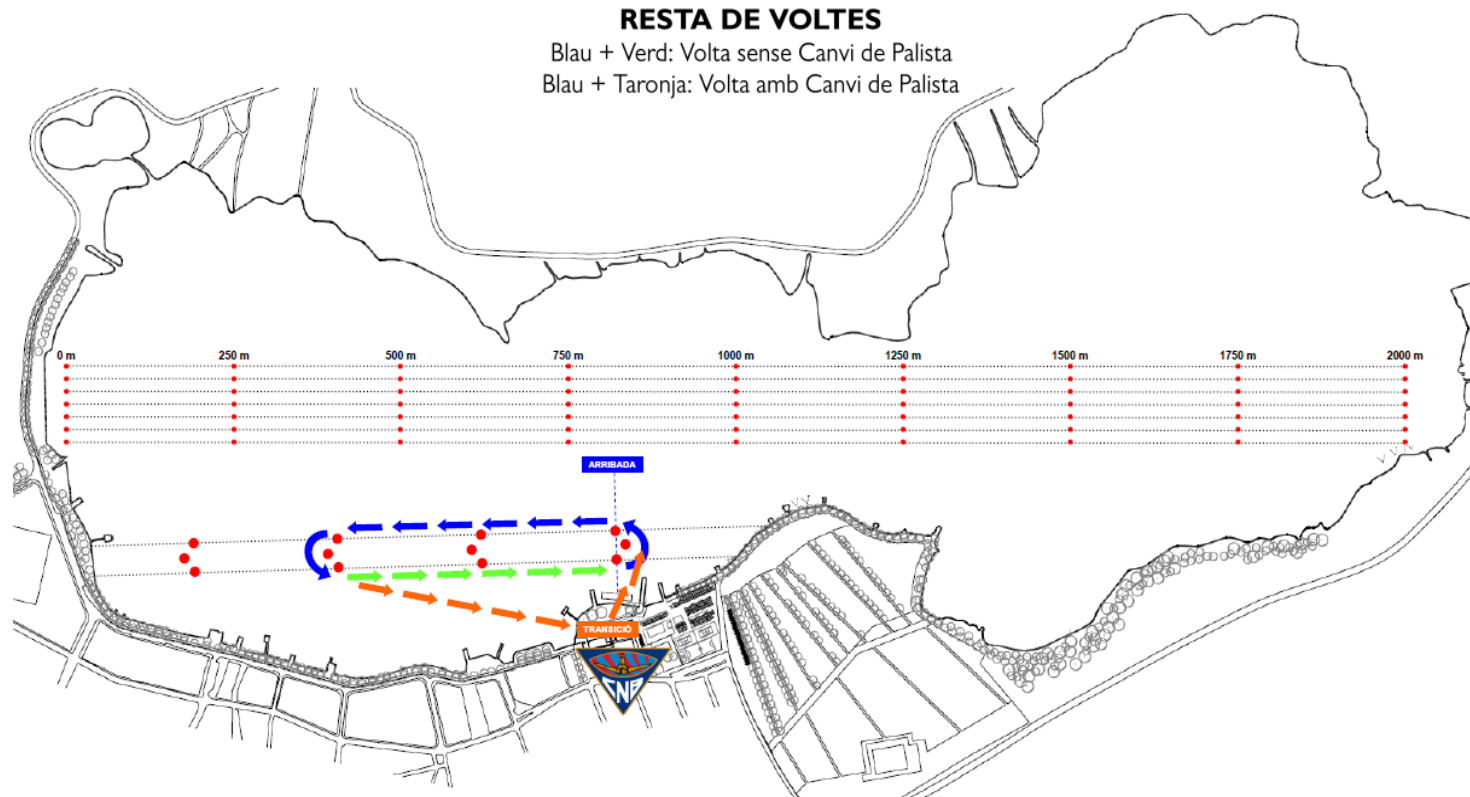 RESTA DE VOLTES
Blau + Verd: Volta sense Canvi de Palista
Blau + Taronja: Volta amb Canvi de Palista
0 m 250 m 500 m 750 m 1000 m 1250 m 1500 m 1750 m 2000 m
ARRIBADA
TRANSICIÓ
CNB